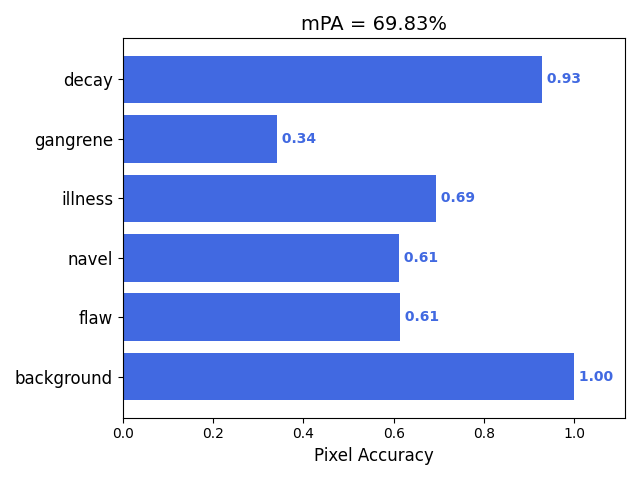 mPA = 69.83%
decay 0.93
gangrene 0.34
illness 0.69
navel 0.61
flaw 0.61
background 1.00
0.0 0.2 0.4 0.6 0.8 1.0
Pixel Accuracy